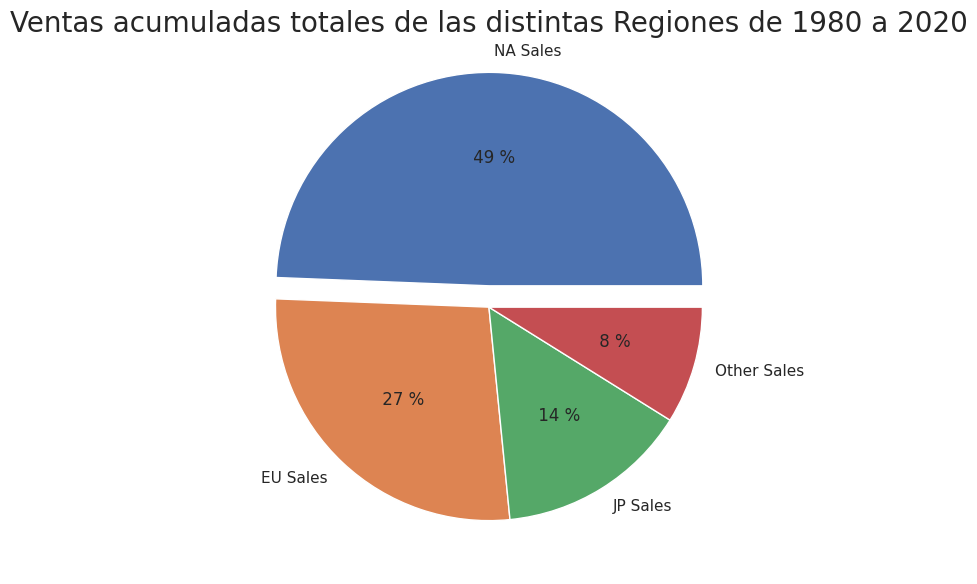 Ventas acumuladas totales de las distintas Regiones de 1980 a 2020
NA Sales
49 %
8 %
Other Sales
27 %
14 %
EU Sales
JP Sales